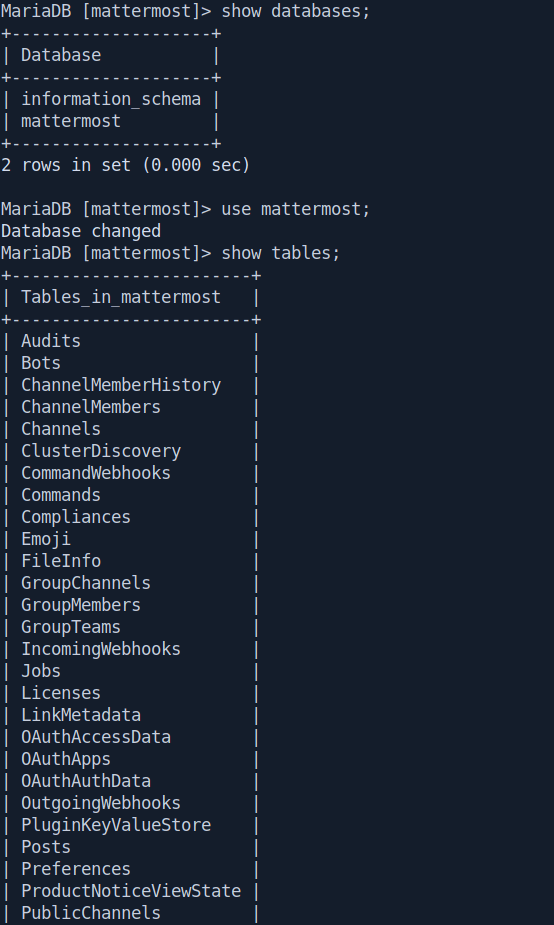 MariaDB [mattermost]> show databases;
+--------------------+
| Database           |
+--------------------+
| information_schema |
| mattermost         |
+--------------------+
2 rows in set (0.000 sec)

MariaDB [mattermost]> use mattermost;
Database changed
MariaDB [mattermost]> show tables;
+------------------------+
| Tables_in_mattermost   |
+------------------------+
| Audits                 |
| Bots                   |
| ChannelMemberHistory   |
| ChannelMembers         |
| Channels               |
| ClusterDiscovery       |
| CommandWebhooks        |
| Commands               |
| Compliances            |
| Emoji                  |
| FileInfo               |
| GroupChannels          |
| GroupMembers           |
| GroupTeams             |
| IncomingWebhooks       |
| Jobs                   |
| Licenses               |
| LinkMetadata           |
| OAuthAccessData        |
| OAuthApps              |
| OAuthAuthData          |
| OutgoingWebhooks       |
| PluginKeyValueStore    |
| Posts                  |
| Preferences            |
| ProductNoticeViewState |
| PublicChannels         |